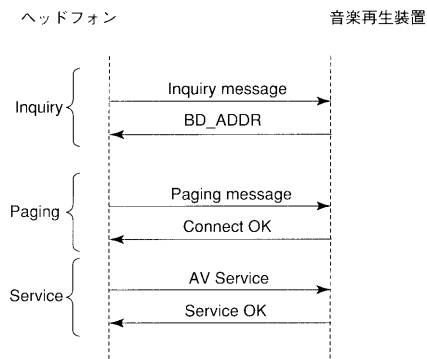 ヘッドフォン
音楽再生装置
Inquiry
Inquiry message
BD_ADDR
Paging
Paging message
Connect OK
Service
AV Service
Service OK